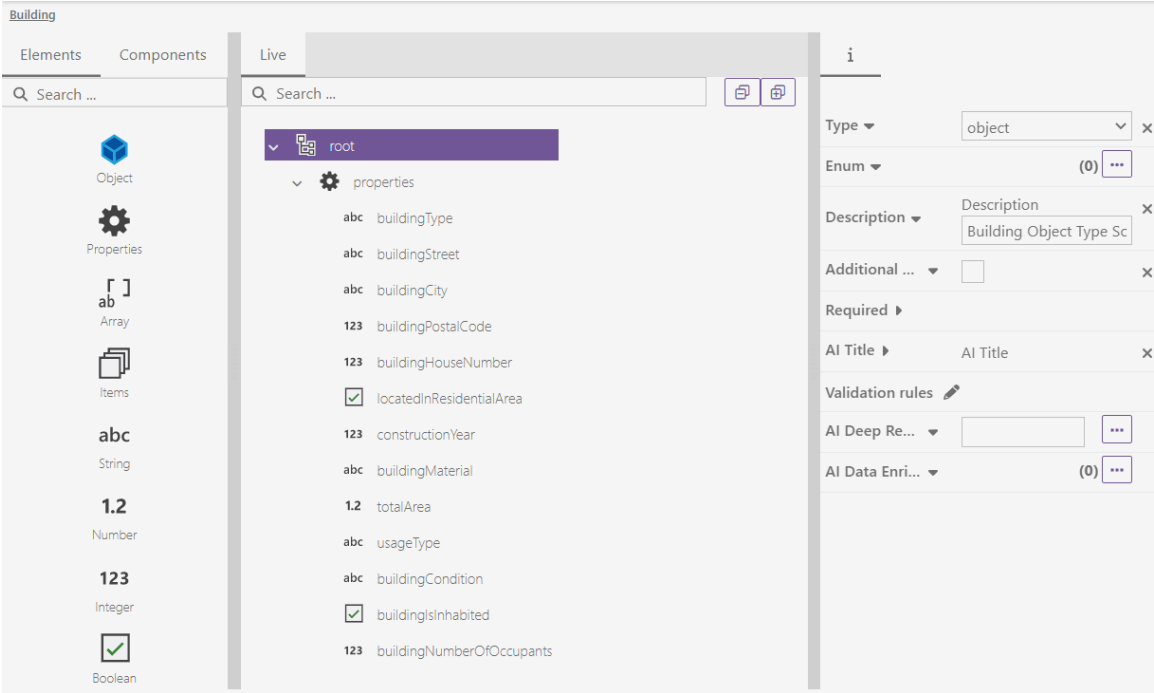 Building
Elements Components
Search ...
Object
Properties
[ ]
ab
Array
Items
abc
String
1.2
Number
123
Integer
Boolean
Live
Search ...
root
properties
abc buildingType
abc buildingStreet
abc buildingCity
123 buildingPostalCode
123 buildingHouseNumber
locatedInResidentialArea
123 constructionYear
abc buildingMaterial
1.2 totalArea
abc usageType
abc buildingCondition
buildingIsInhabited
123 buildingNumberOfOccupants
i
Type object
Enum (0) ...
Description Description
Building Object Type Sc
Additional ...
Required
AI Title AI Title
Validation rules
AI Deep Re... ...
AI Data Enri... (0) ...